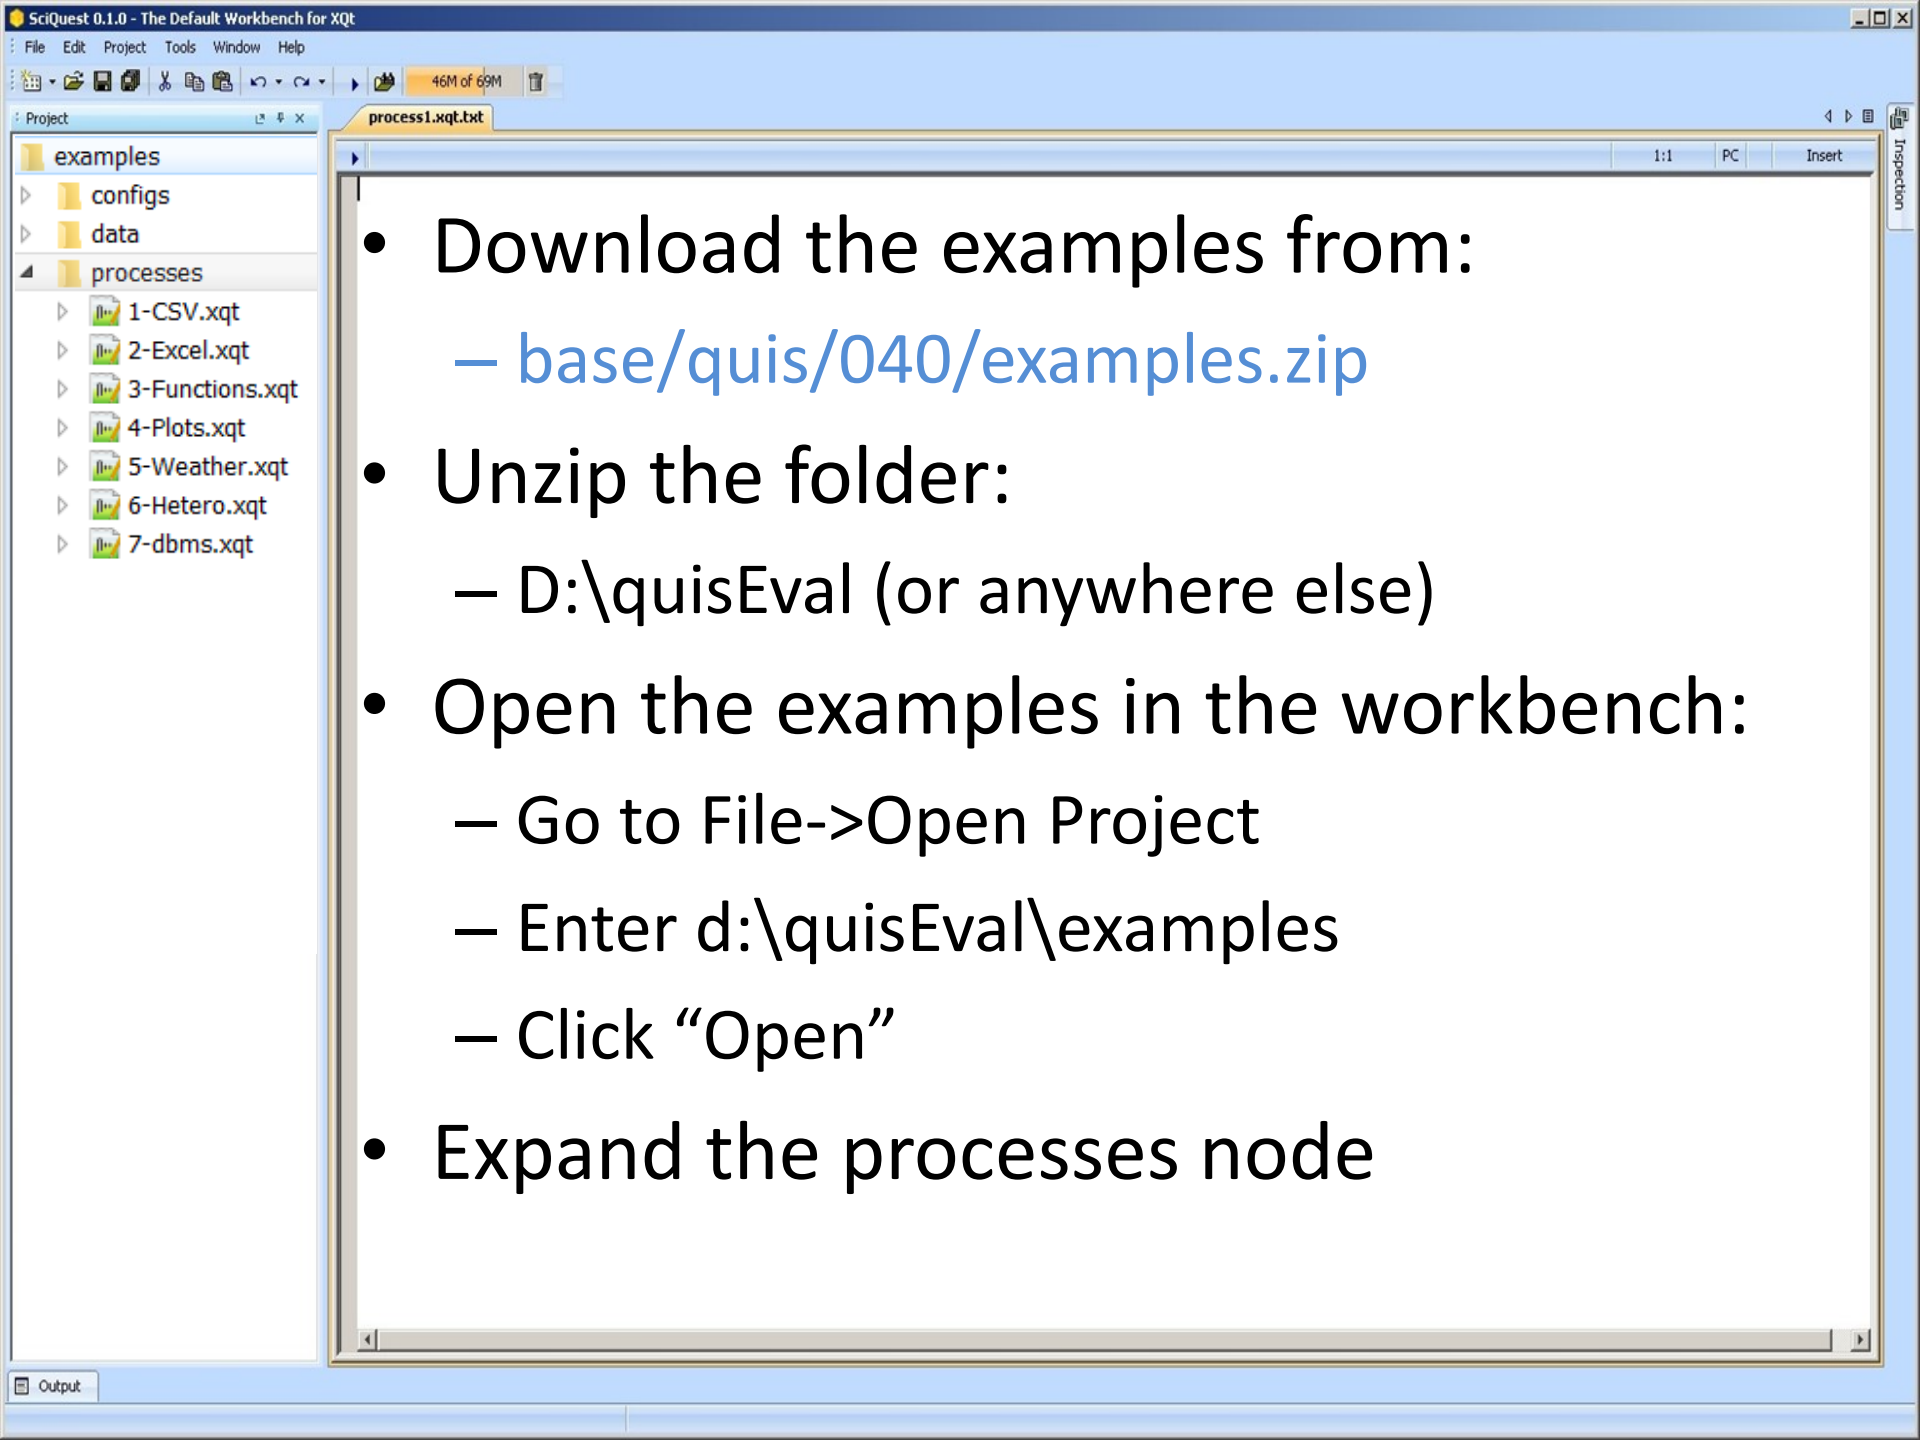 SciQuest 0.1.0 - The Default Workbench for XQt
File Edit Project Tools Window Help
46M of 69M
Project
process1.xqt.txt
examples
1:1 PC Insert
Inspection
configs
data
processes
1-CSV.xqt
2-Excel.xqt
3-Functions.xqt
4-Plots.xqt
5-Weather.xqt
6-Hetero.xqt
7-dbms.xqt
• Download the examples from:
– base/quis/040/examples.zip
• Unzip the folder:
– D:\quisEval (or anywhere else)
• Open the examples in the workbench:
– Go to File->Open Project
– Enter d:\quisEval\examples
– Click “Open”
• Expand the processes node
Output